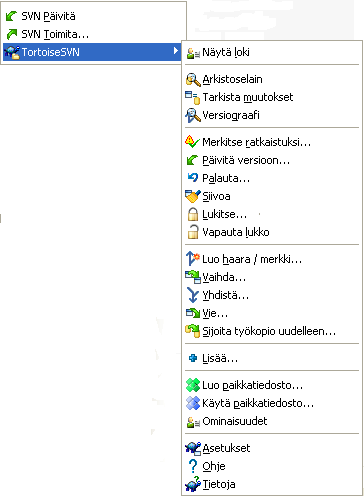 SVN Päivitä
SVN Toimita...
TortoiseSVN
Näytä loki
Arkistoselain
Tarkista muutokset
Versiograafi
Merkitse ratkaistuksi...
Päivitä versioon...
Palauta...
Siivoa
Lukitse...
Vapauta lukko
Luo haara / merkki...
Vaihda...
Yhdistä...
Vie...
Sijoita työkopio uudelleen...
Lisää...
Luo paikkatiedosto...
Käytä paikkatiedosto...
Ominaisuudet
Asetukset
Ohje
Tietoja